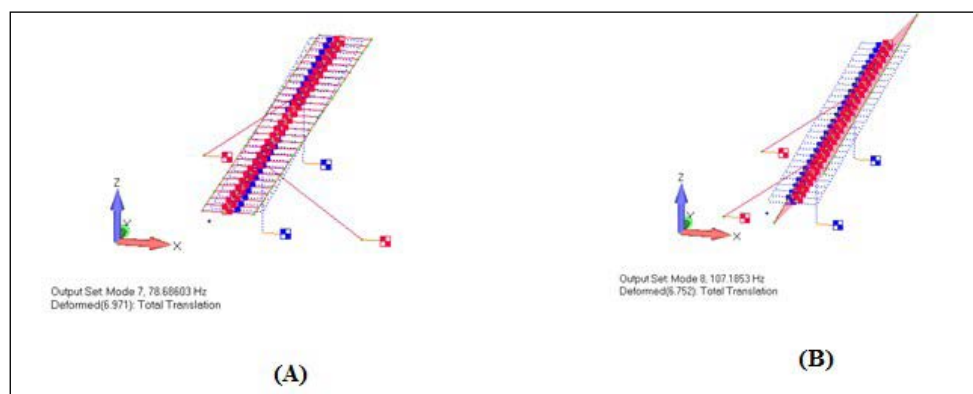 Z
Y
X
Output Set: Mode 7, 78.68603 Hz
Deformed(6.971): Total Translation
(A)
Z
Y
X
Output Set: Mode 8, 107.1853 Hz
Deformed(6.752): Total Translation
(B)